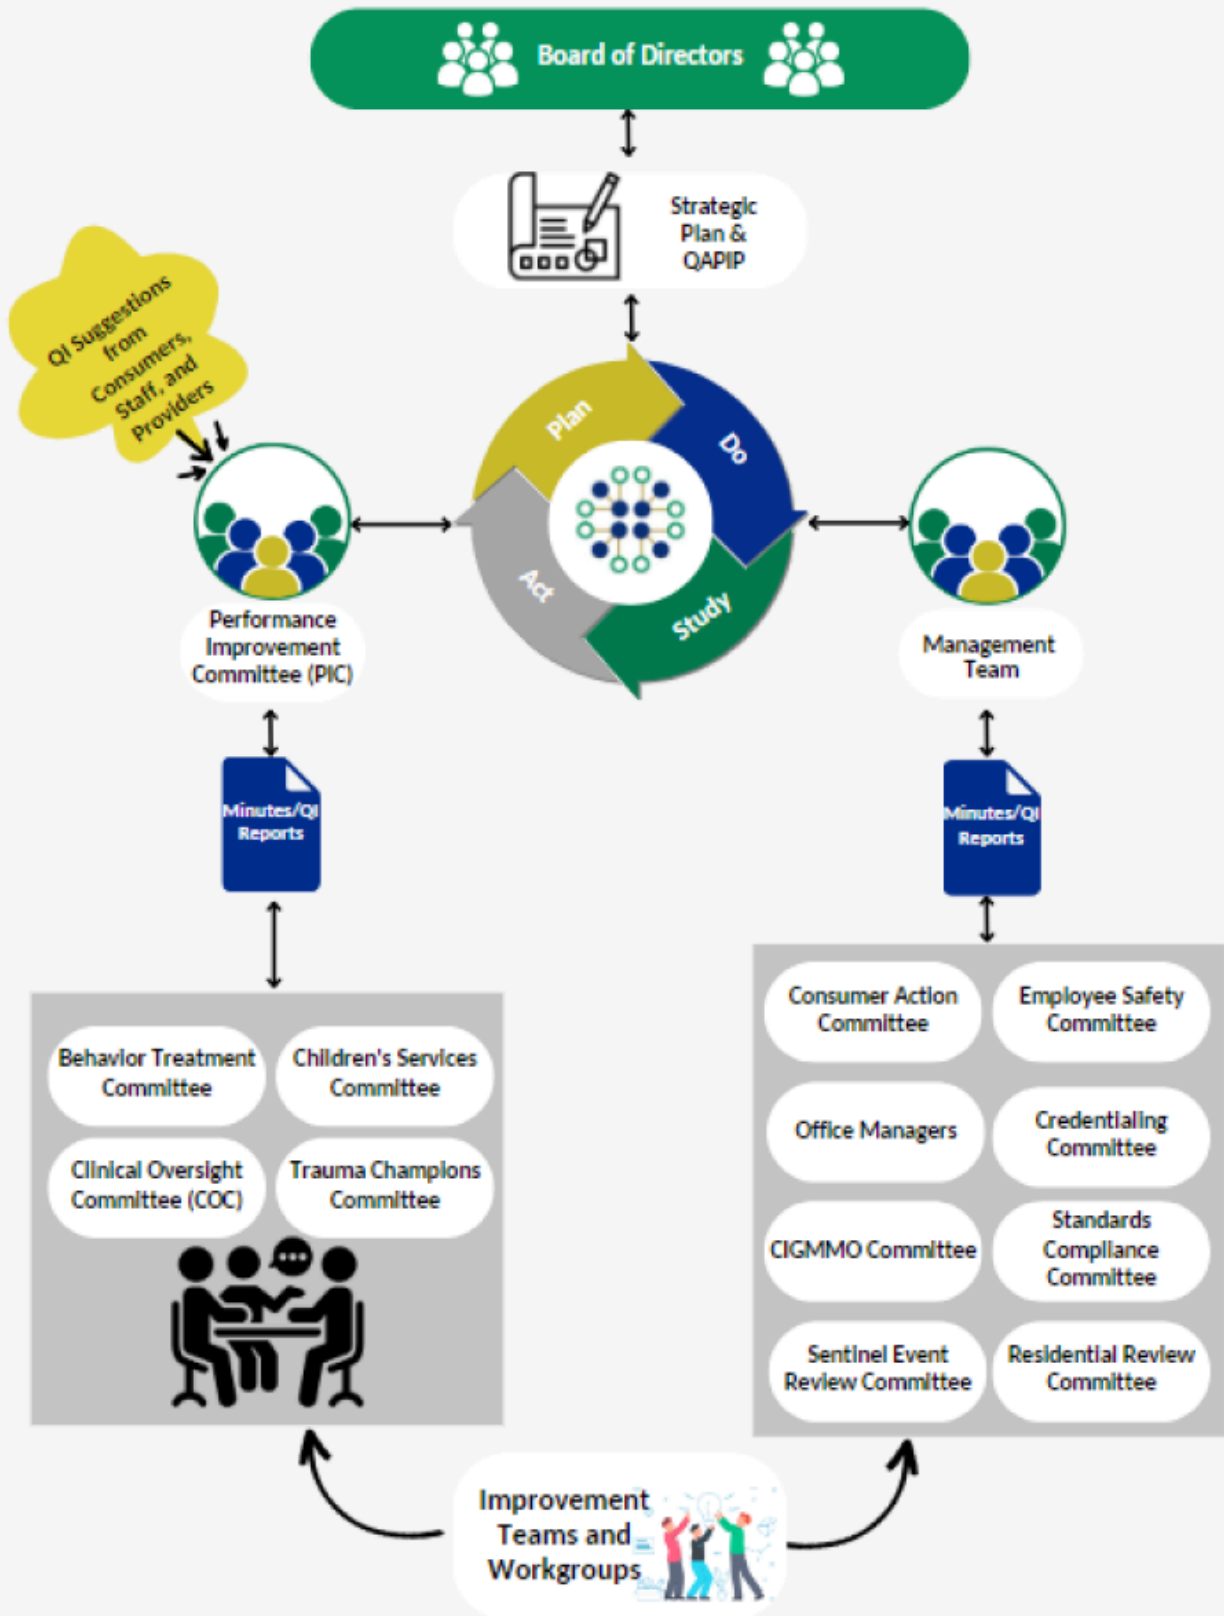 Board of Directors
Strategic
Plan &
QAPIP
QI Suggestions
from
Consumers,
Staff, and
Providers
Plan
Do
Study
Act
Performance
Improvement
Committee (PIC)
Management
Team
Minutes/QI
Reports
Minutes/QI
Reports
Behavior Treatment
Committee
Children's Services
Committee
Clinical Oversight
Committee (COC)
Trauma Champions
Committee
Consumer Action
Committee
Employee Safety
Committee
Office Managers
Credentialing
Committee
CIGMMO Committee
Standards
Compliance
Committee
Sentinel Event
Review Committee
Residential Review
Committee
Improvement
Teams and
Workgroups